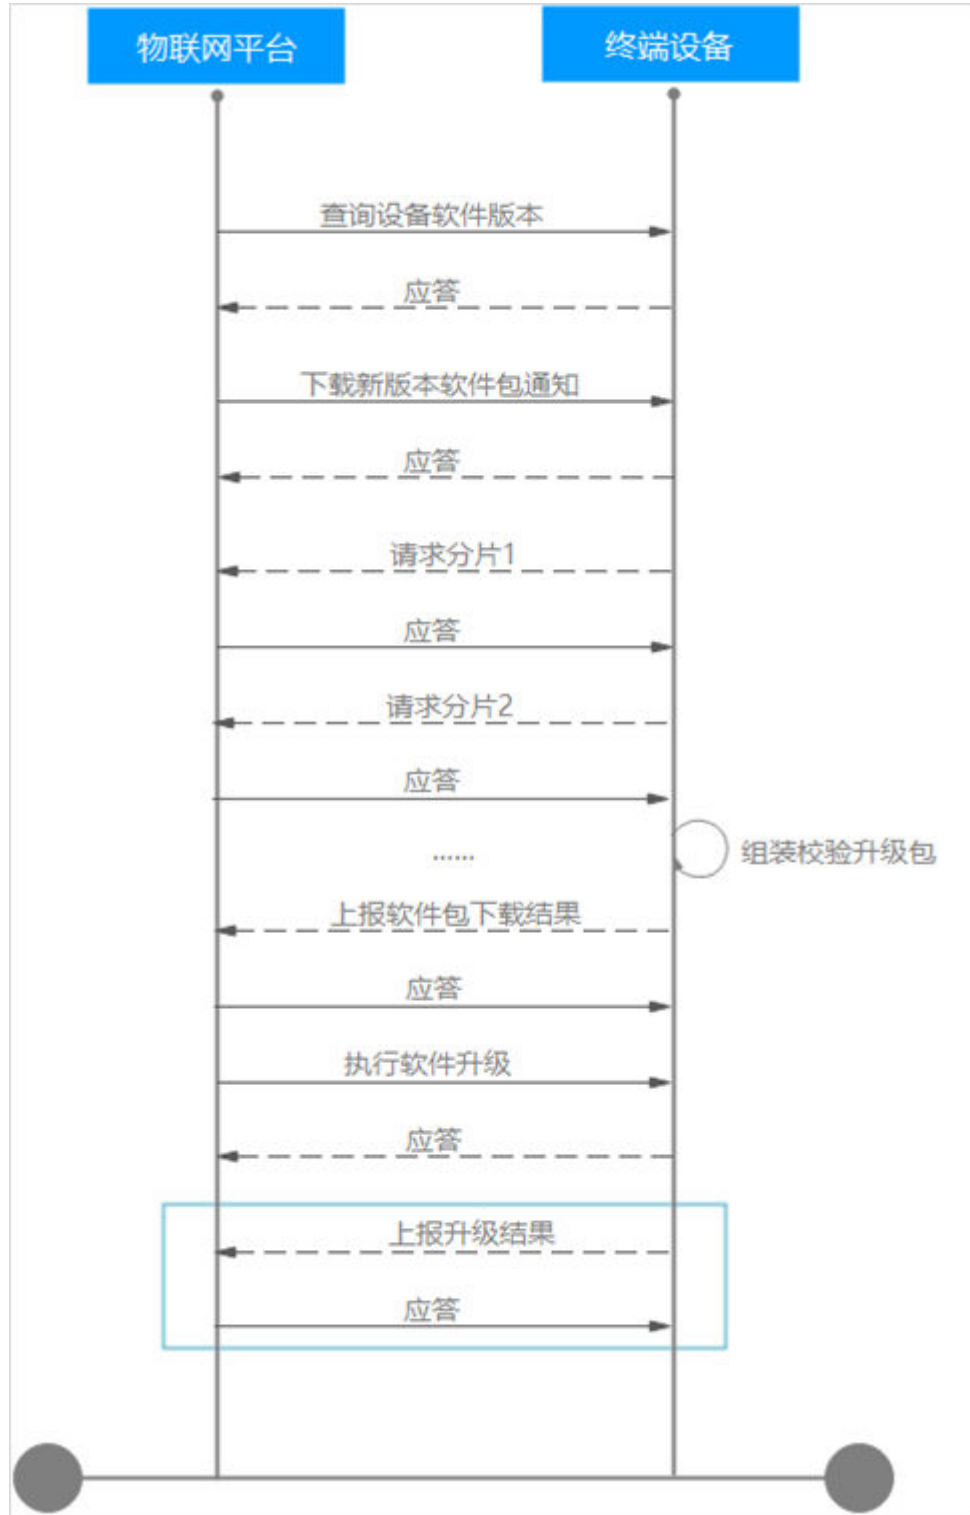 物联网平台
终端设备
查询设备软件版本
应答
下载新版本软件包通知
应答
请求分片1
应答
请求分片2
应答
......
组装校验升级包
上报软件包下载结果
应答
执行软件升级
应答
上报升级结果
应答